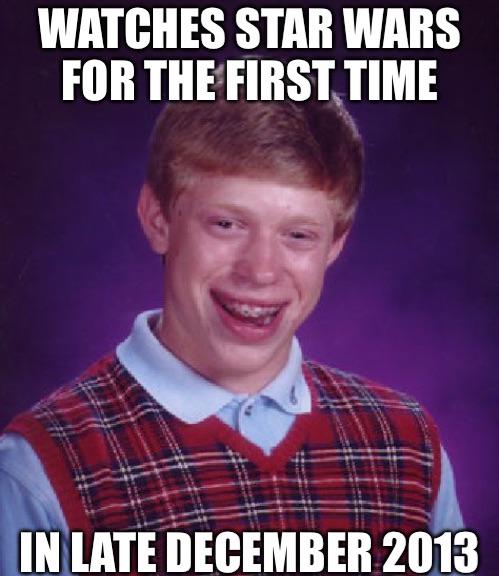 WATCHES STAR WARS
FOR THE FIRST TIME
IN LATE DECEMBER 2013